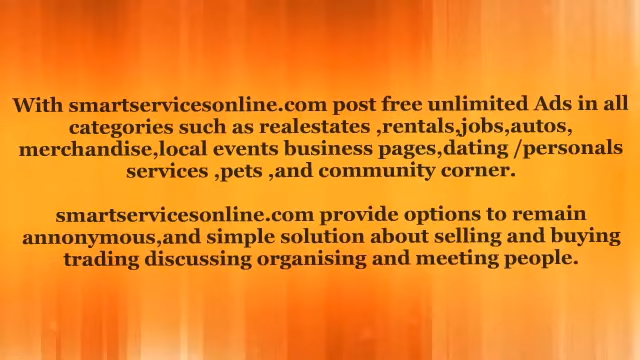 With smartservicesonline.com post free unlimited Ads in all
categories such as realestates ,rentals,jobs,autos,
merchandise,local events business pages,dating /personals
services ,pets ,and community corner.
smartservicesonline.com provide options to remain
annonymous,and simple solution about selling and buying
trading discussing organising and meeting people.